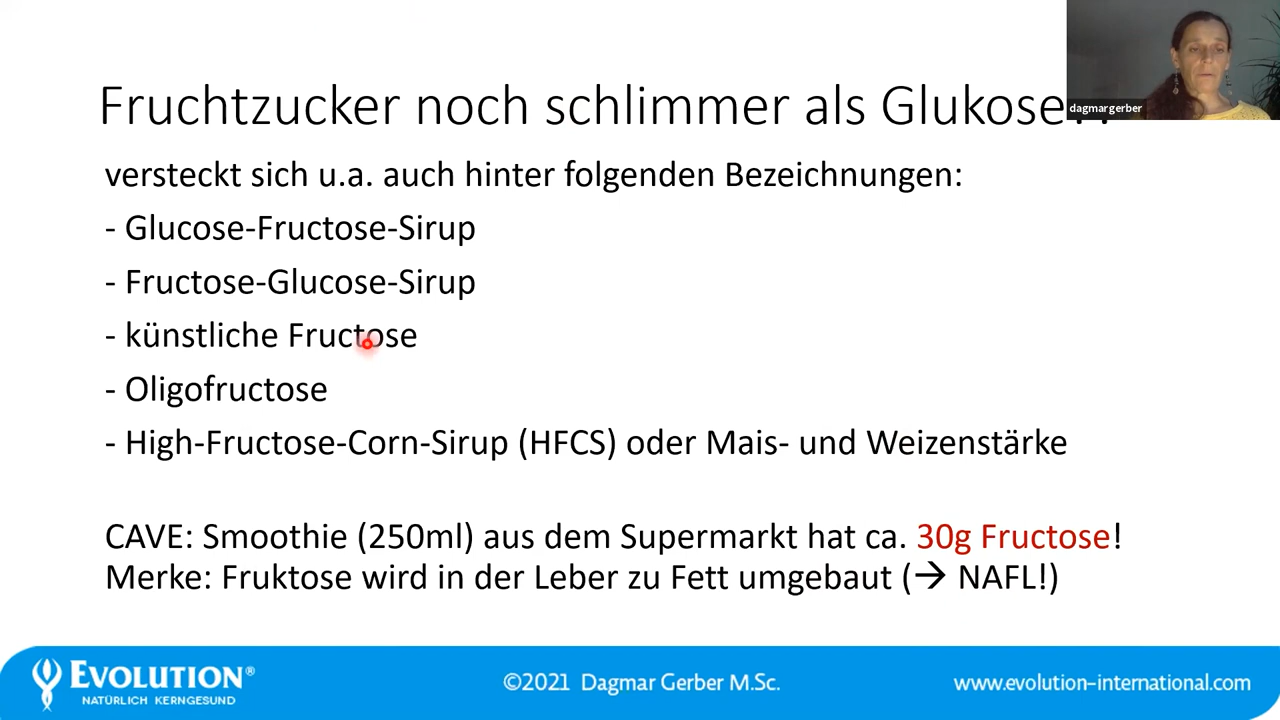 Fruchtzucker noch schlimmer als Glukose
dagmargerber
versteckt sich u.a. auch hinter folgenden Bezeichnungen:
- Glucose-Fructose-Sirup
- Fructose-Glucose-Sirup
- künstliche Fructose
- Oligofructose
- High-Fructose-Corn-Sirup (HFCS) oder Mais- und Weizenstärke
CAVE: Smoothie (250ml) aus dem Supermarkt hat ca. 30g Fructose!
Merke: Fruktose wird in der Leber zu Fett umgebaut (→ NAFL!)
EVOLUTION®
NATÜRLICH KERNGESUND
©2021 Dagmar Gerber M.Sc.
www.evolution-international.com